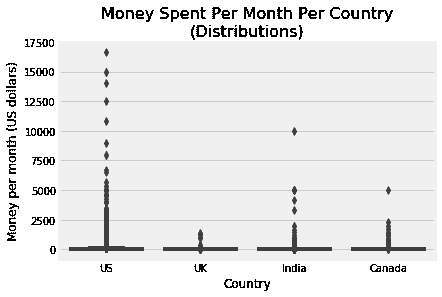 Money Spent Per Month Per Country
(Distributions)
Money per month (US dollars)
17500
15000
12500
10000
7500
5000
2500
0
US
UK
India
Canada
Country